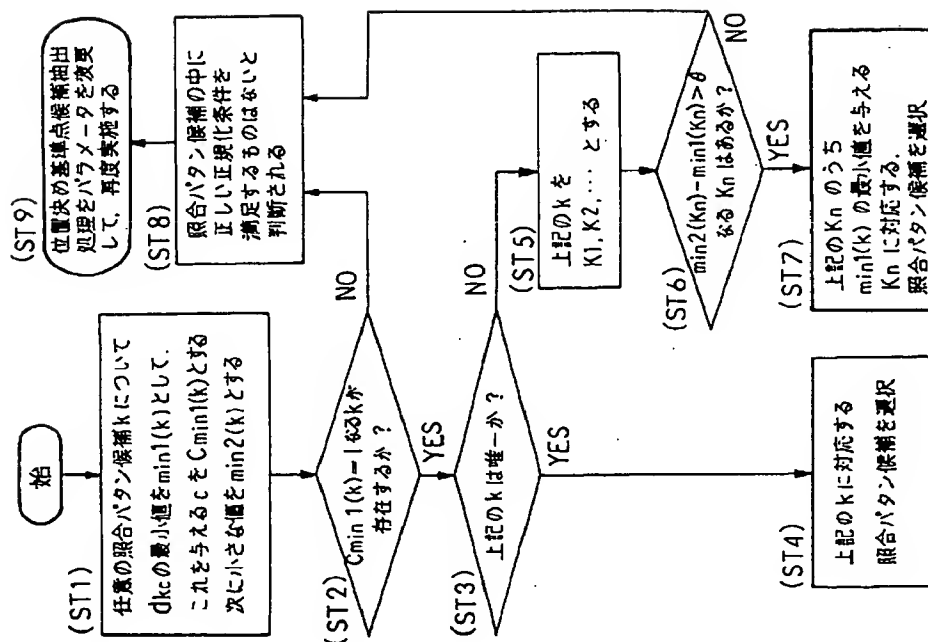 始
(ST1)
任意の照合パタン候補kについて
dkcの最小値をmin1(k)として、
これを与えるcをCmin1(k)とする
次に小さな値をmin2(k)とする
(ST2)
Cmin1(k)=1なるkが
存在するか？
YES
NO
(ST3)
上記のkは唯一か？
YES
NO
(ST4)
上記のkに対応する
照合パタン候補を選択
(ST5)
上記のkを
K1, K2, ... とする
(ST6)
min2(Kn)-min1(Kn)>θ
なるKnはあるか？
YES
NO
(ST7)
上記のKnのうち
min1(k)の最小値を与える
Knに対応する.
照合パタン候補を選択
(ST8)
照合パタン候補の中に
正しい正規化条件を
満足するものはないと
判断される
(ST9)
位置決め基準点候補抽出
処理をパラメータを変更
して、再度実施する